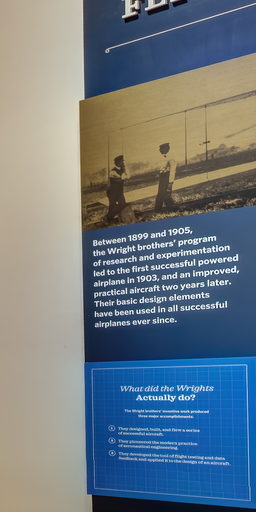 Between 1899 and 1905,
the Wright brothers' program
of research and experimentation
led to the first successful powered
airplane in 1903, and an improved,
practical aircraft two years later.
Their basic design elements
have been used in all successful
airplanes ever since.
What did the Wrights
Actually do?
The Wright brothers' inventive work produced
three major accomplishments.
1 They designed, built, and flew a series
of successful aircraft.
2 They pioneered the modern practice
of aeronautical engineering.
3 They developed the tool of flight testing and data
feedback and applied it to the design of an aircraft.